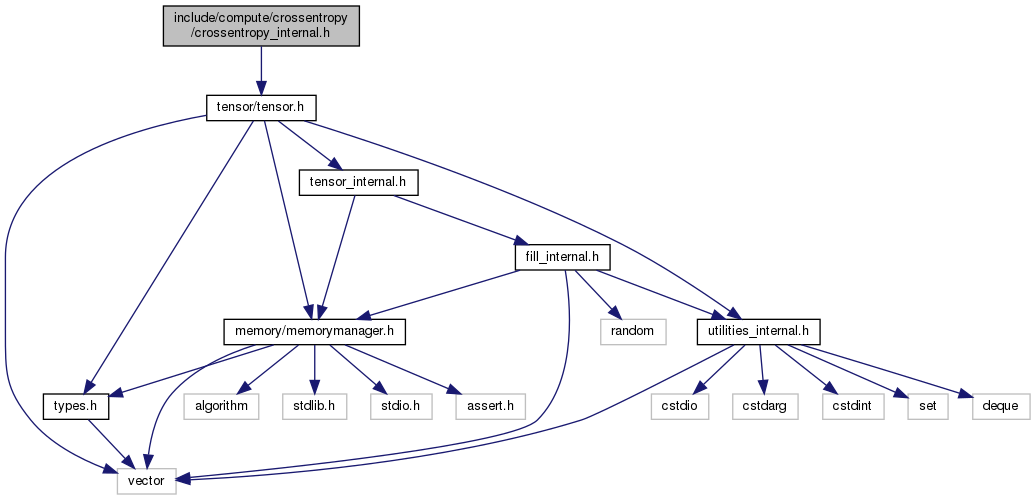 include/compute/crossentropy
/crossentropy_internal.h
tensor/tensor.h
tensor_internal.h
fill_internal.h
memory/memorymanager.h
random
utilities_internal.h
types.h
algorithm
stdlib.h
stdio.h
assert.h
cstdio
cstdarg
cstdint
set
deque
vector